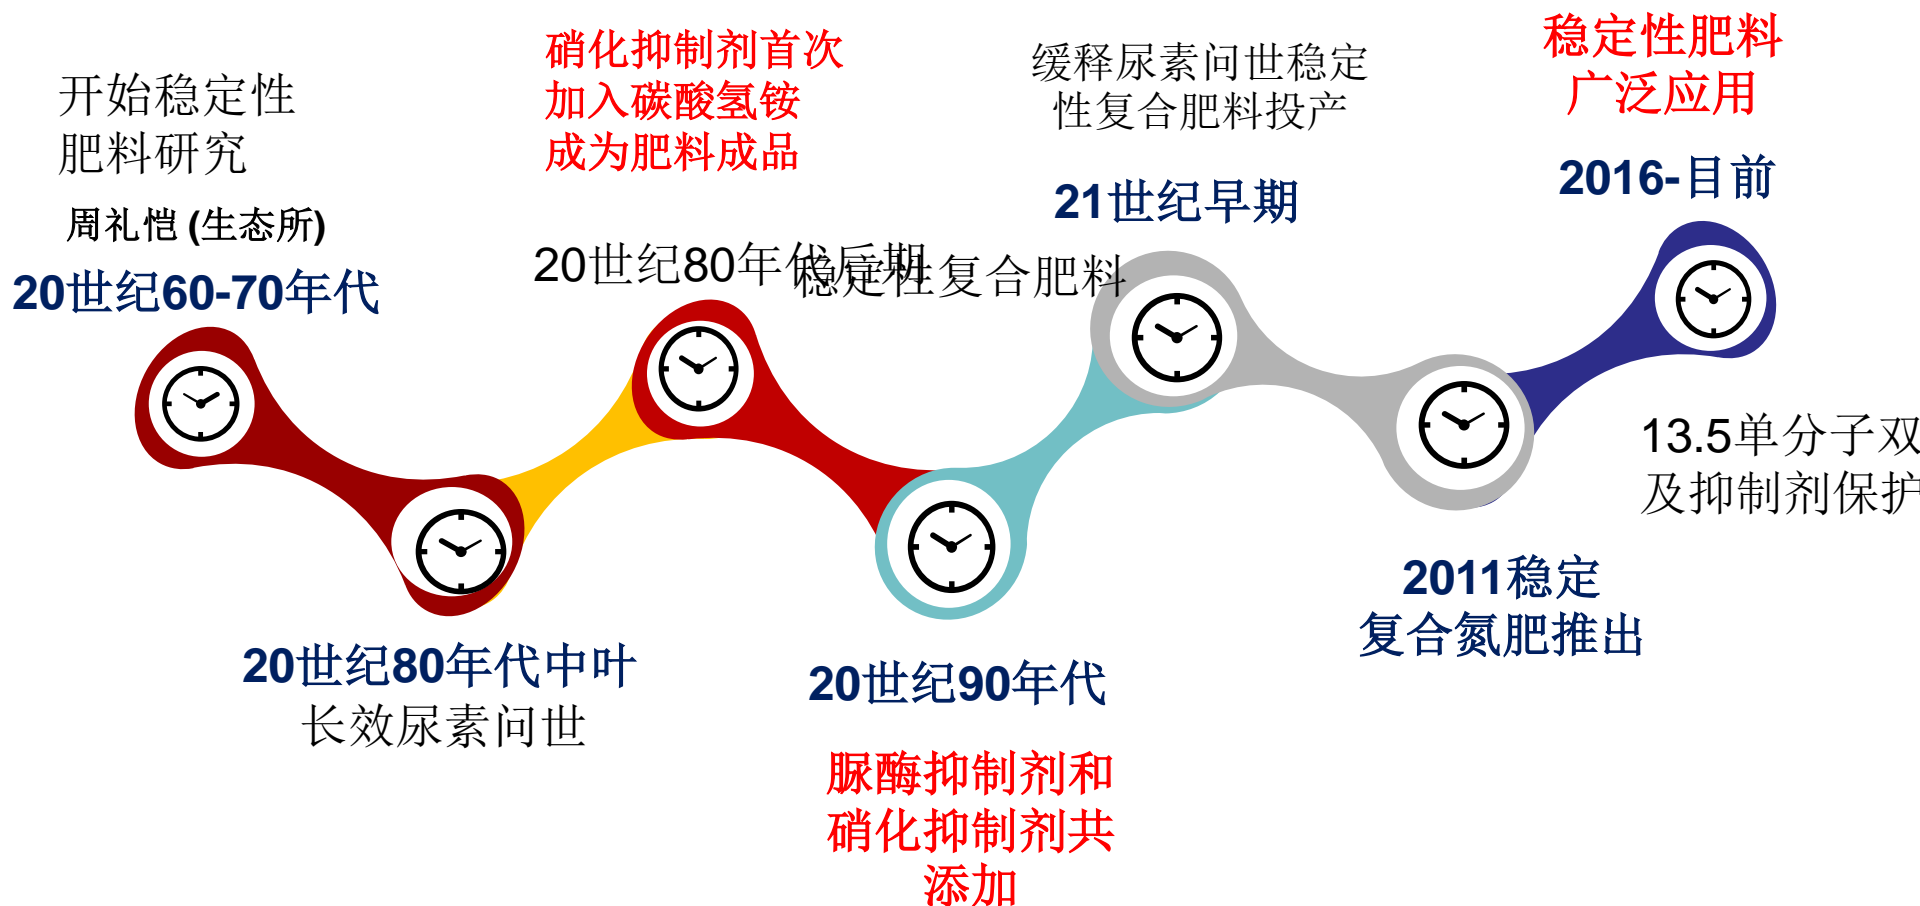 开始稳定性
肥料研究
周礼恺 (生态所)
20世纪60-70年代
20世纪80年代中叶
长效尿素问世
硝化抑制剂首次
加入碳酸氢铵
成为肥料成品
20世纪80年代后期
稳定性复合肥料
20世纪90年代
脲酶抑制剂和
硝化抑制剂共
添加
缓释尿素问世稳定
性复合肥料投产
21世纪早期
2011稳定
复合氮肥推出
稳定性肥料
广泛应用
2016-目前
13.5单分子双
及抑制剂保护